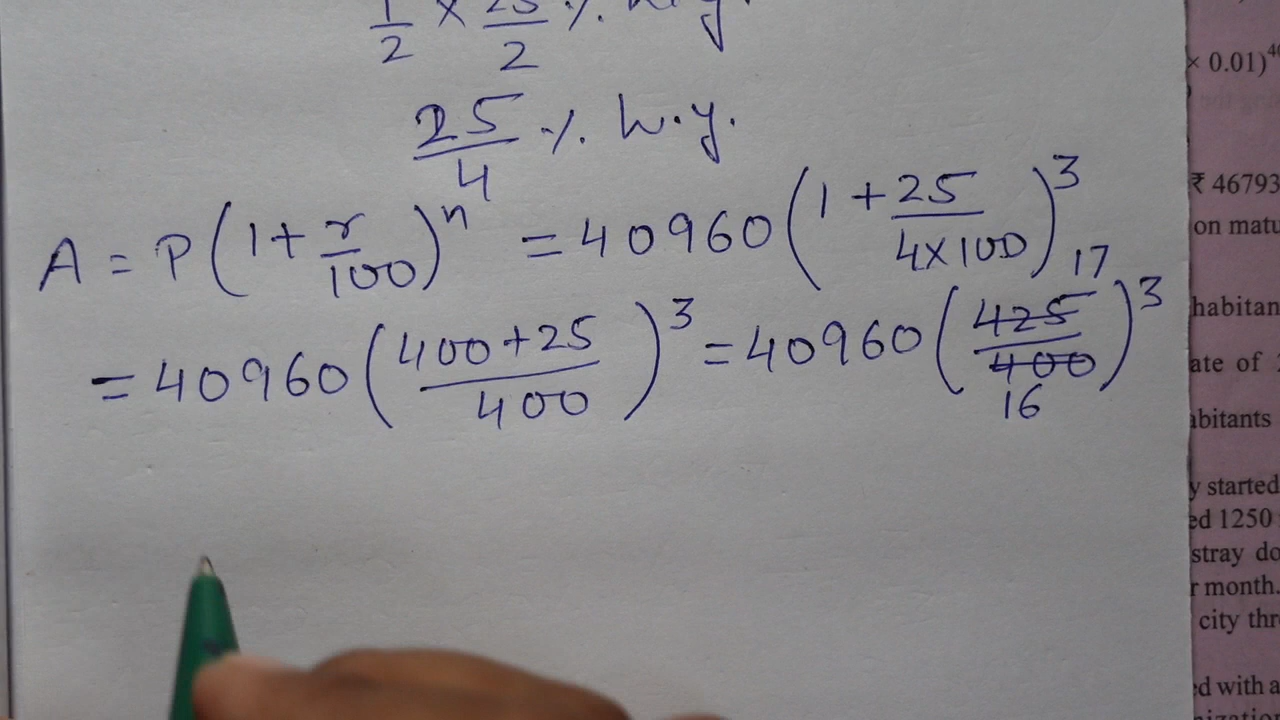 1/2 × 25/2 % h.y.
25/4 % h.y.
A = P(1 + r/100)^n = 40960(1 + 25/4×100)^3
= 40960(400+25/400)^3 = 40960(425/400)^3 17 16
× 0.01)
₹ 46793
on matu
habitan
ate of
abitants
y started
ed 1250
stray do
r month.
city thr
ed with a